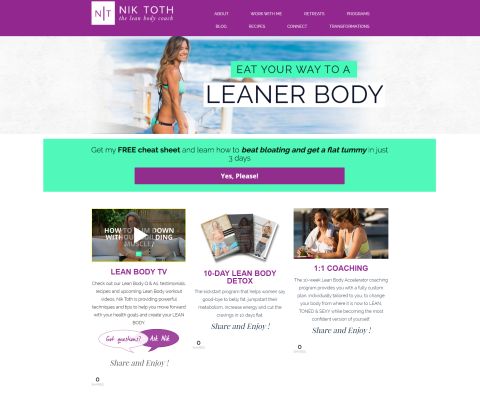 NIK TOTH
the lean body coach
N T
ABOUT WORK WITH ME RETREATS PROGRAMS
BLOG RECIPES CONNECT TRANSFORMATIONS
EAT YOUR WAY TO A
LEANER BODY
Get my FREE cheat sheet and learn how to beat bloating and get a flat tummy in just
3 days
Yes, Please!
HOW TO SLIM DOWN
WITHOUT BUILDING
MUSCLE?
LEAN BODY TV
Check out our Lean Body Q & AS, testimonials,
recipes and upcoming Lean Body workout
videos. Nik Toth is providing powerful
techniques and tips to help you move forward
with your health goals and create your LEAN
BODY.
Got questions? Ask Nik
Share and Enjoy !
0
SHARES
10-DAY LEAN BODY
DETOX
The kickstart program that helps women say
good-bye to belly fat, jumpstart their
metabolism, increase energy and cut the
cravings in 10 days flat.
Share and Enjoy !
0
SHARES
1:1 COACHING
The 10-week Lean Body Accelerator coaching
program provides you with a fully custom
plan, individually tailored to you, to change
your body from where it is now to LEAN,
TONED & SEXY while becoming the most
confident version of yourself.
Share and Enjoy !
0
SHARES